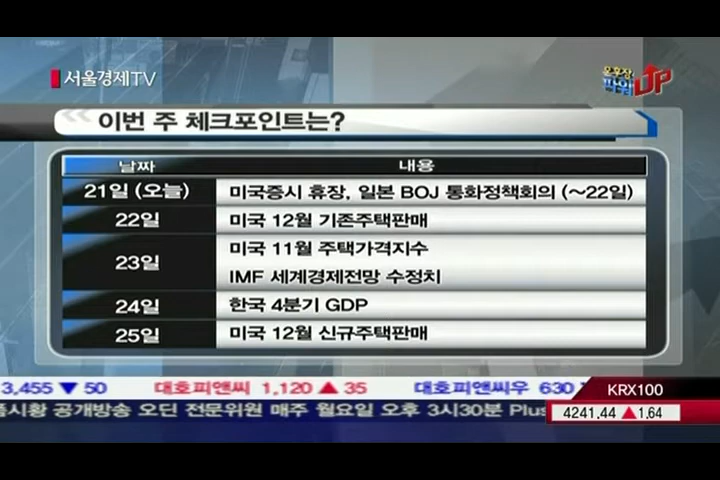 서울경제TV
오후장 파워UP
이번 주 체크포인트는?
날짜 내용
21일 (오늘) 미국증시 휴장, 일본 BOJ 통화정책회의 (~22일)
22일 미국 12월 기존주택판매
23일 미국 11월 주택가격지수
IMF 세계경제전망 수정치
24일 한국 4분기 GDP
25일 미국 12월 신규주택판매
3,455 ▼ 50 대호피앤씨 1,120 ▲ 35 대호피앤씨우 630
KRX100
시황 공개방송 오딘 전문위원 매주 월요일 오후 3시30분 Plus
4241.44 ▲1.64